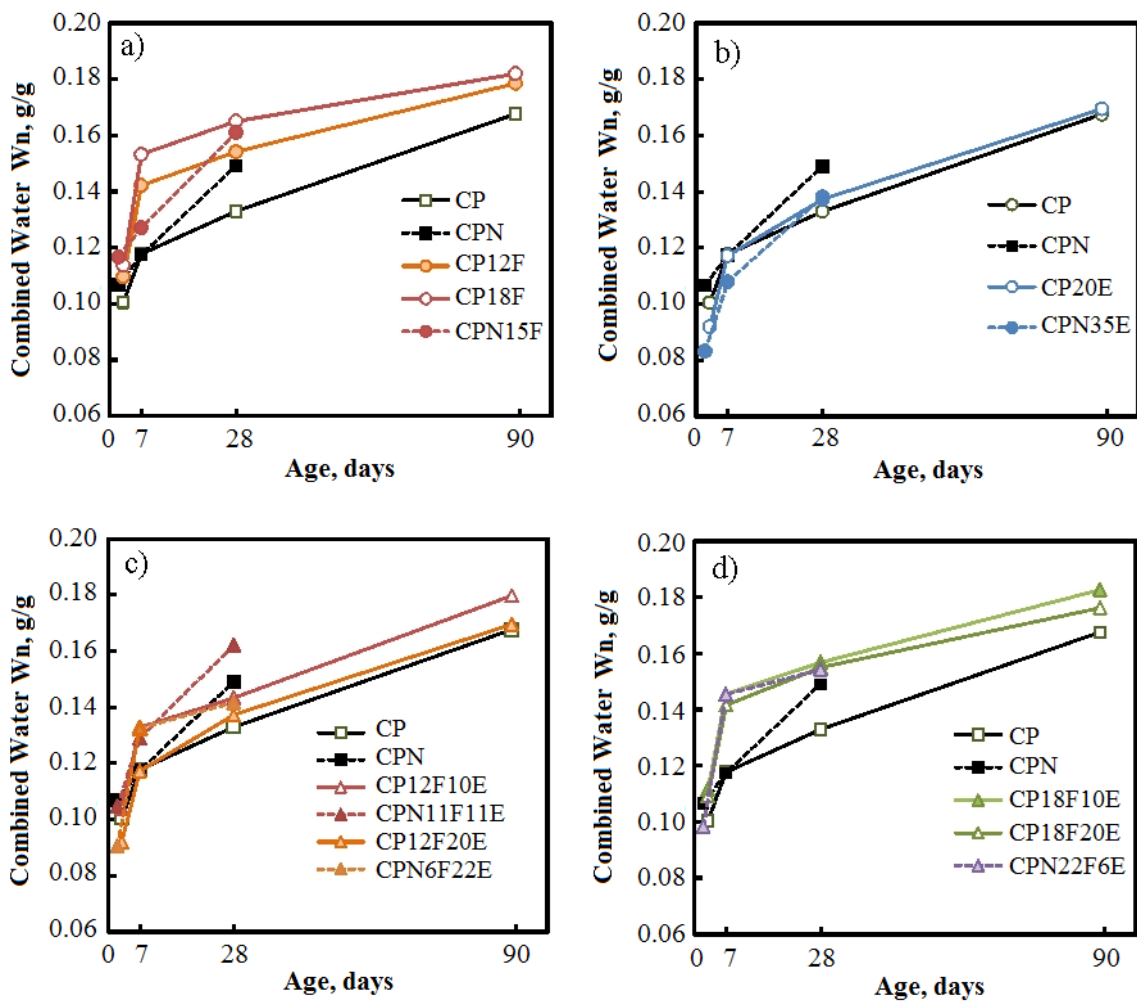 a)
Combined Water Wn, g/g
0.20
0.18
0.16
0.14
0.12
0.10
0.08
0.06
0 7 28 90
Age, days
CP
CPN
CP12F
CP18F
CPN15F
b)
Combined Water Wn, g/g
0.20
0.18
0.16
0.14
0.12
0.10
0.08
0.06
0 7 28 90
Age, days
CP
CPN
CP20E
CPN35E
c)
Combined Water Wn, g/g
0.20
0.18
0.16
0.14
0.12
0.10
0.08
0.06
0 7 28 90
Age, days
CP
CPN
CP12F10E
CPN11F11E
CP12F20E
CPN6F22E
d)
Combined Water Wn, g/g
0.20
0.18
0.16
0.14
0.12
0.10
0.08
0.06
0 7 28 90
Age, days
CP
CPN
CP18F10E
CP18F20E
CPN22F6E